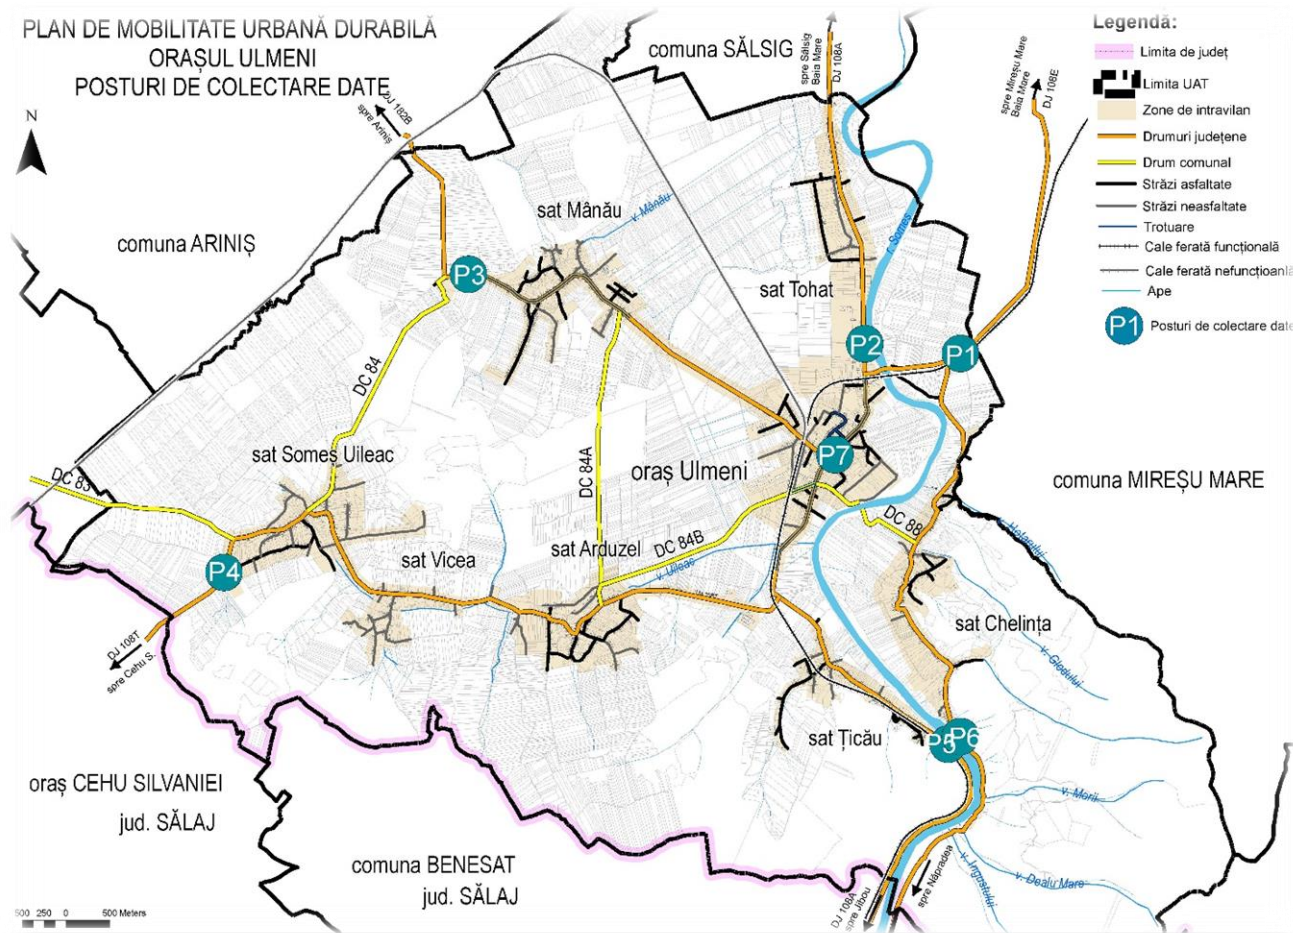 PLAN DE MOBILITATE URBANĂ DURABILĂ
ORAȘUL ULMENI
POSTURI DE COLECTARE DATE
N
comuna SĂLSIG
spre Sălsig
Baia Mare
DJ 108A
spre Mireșu Mare
Baia More
DJ 108E
Legendă:
Limita de județ
Limita UAT
Zone de intravilan
Drumuri județene
Drum comunal
Străzi asfaltate
Străzi neasfaltate
Trotuare
Cale ferată funcțională
Cale ferată nefuncțioanlă
Ape
P1
Posturi de colectare date
DJ 182B
spre Ariniș
comuna ARINIȘ
sat Mânău
v. Mânău
r. Someș
P3
sat Tohat
P2
P1
DC 84
sat Someș Uileac
DC 83
DC 84A
oraș Ulmeni
P7
comuna MIREȘU MARE
DC 88
DC 84B
sat Arduzel
v. Uileac
sat Vicea
P4
DJ 108T
spre Cehu S.
sat Chelința
v. Glodului
sat Țicău
P5
P6
v. Morii
v. Dealu Mare
v. Ingustului
oraș CEHU SILVANIEI
jud. SĂLAJ
comuna BENESAT
jud. SĂLAJ
DJ 108A
spre Jibou
spre Năpradea
500 250 0 500 Meters